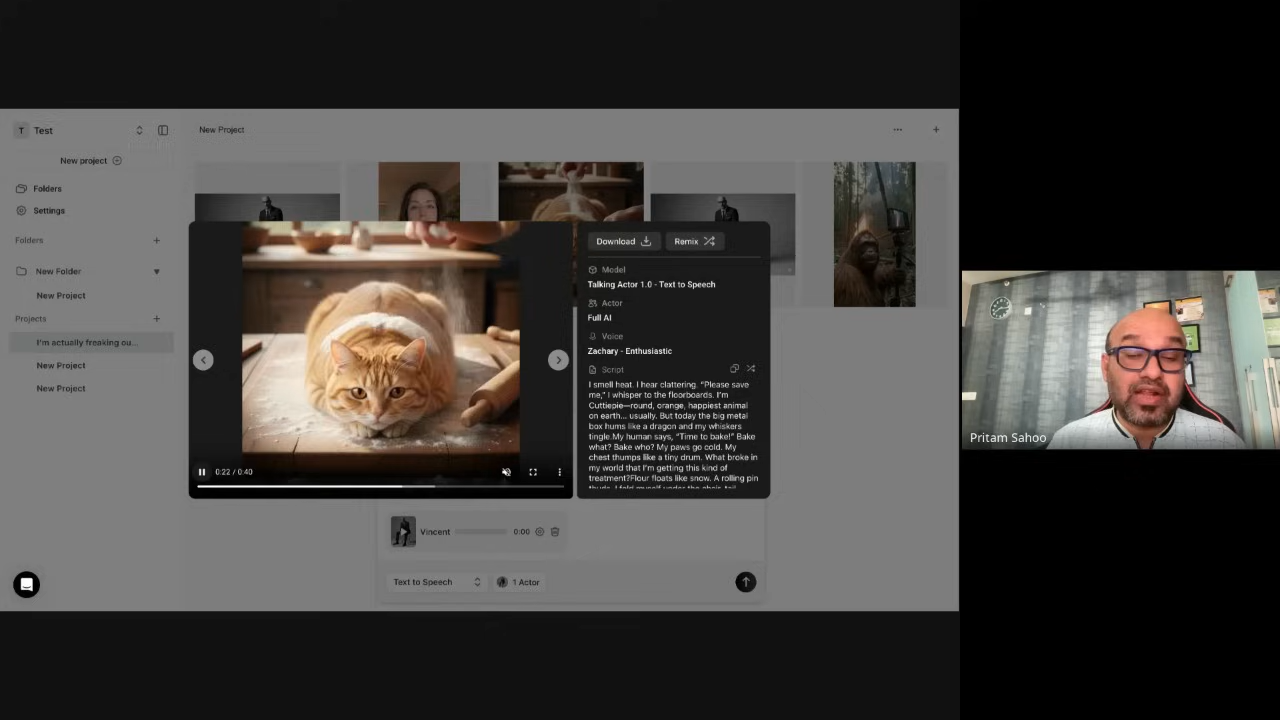 T Test
New project
Folders
Settings
Folders
New Folder
New Project
Projects
I'm actually freaking ou...
New Project
New Project
New Project
0:22 / 0:40
Download
Remix
Model
Talking Actor 1.0 - Text to Speech
Actor
Full AI
Voice
Zachary - Enthusiastic
Script
I smell heat. I hear clattering. “Please save
me,” I whisper to the floorboards. I'm
Cuttiepie—round, orange, happiest animal
on earth... usually. But today the big metal
box hums like a dragon and my whiskers
tingle.My human says, “Time to bake!” Bake
what? Bake who? My paws go cold. My
chest thumps like a tiny drum. What broke in
my world that I'm getting this kind of
treatment?Flour floats like snow. A rolling pin
Vincent
0:00
Text to Speech
1 Actor
Pritam Sahoo